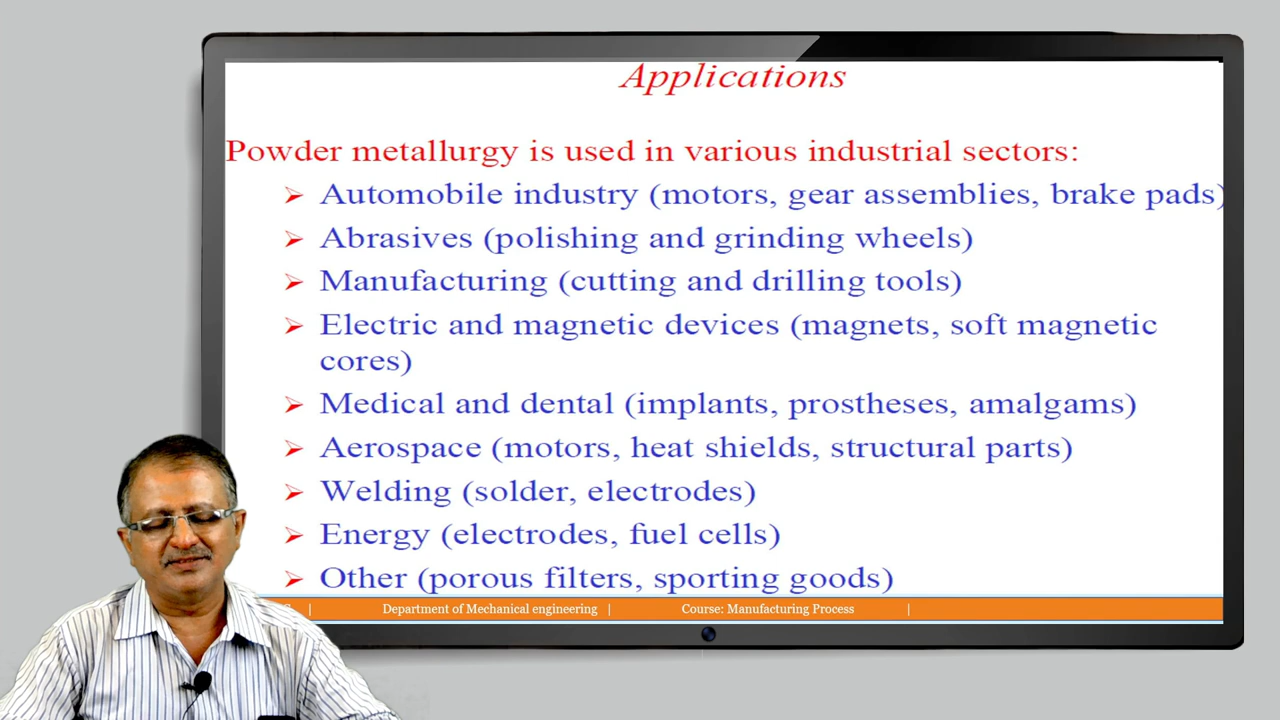 Applications
Powder metallurgy is used in various industrial sectors:
➢ Automobile industry (motors, gear assemblies, brake pads)
➢ Abrasives (polishing and grinding wheels)
➢ Manufacturing (cutting and drilling tools)
➢ Electric and magnetic devices (magnets, soft magnetic
cores)
➢ Medical and dental (implants, prostheses, amalgams)
➢ Aerospace (motors, heat shields, structural parts)
➢ Welding (solder, electrodes)
➢ Energy (electrodes, fuel cells)
➢ Other (porous filters, sporting goods)
| Department of Mechanical engineering | Course: Manufacturing Process |